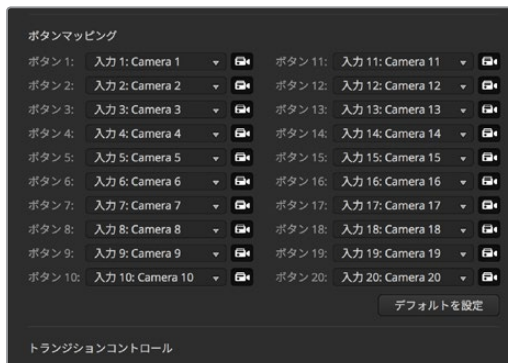 ボタンマッピング
ボタン 1: 入力 1: Camera 1 ボタン 11: 入力 11: Camera 11
ボタン 2: 入力 2: Camera 2 ボタン 12: 入力 12: Camera 12
ボタン 3: 入力 3: Camera 3 ボタン 13: 入力 13: Camera 13
ボタン 4: 入力 4: Camera 4 ボタン 14: 入力 14: Camera 14
ボタン 5: 入力 5: Camera 5 ボタン 15: 入力 15: Camera 15
ボタン 6: 入力 6: Camera 6 ボタン 16: 入力 16: Camera 16
ボタン 7: 入力 7: Camera 7 ボタン 17: 入力 17: Camera 17
ボタン 8: 入力 8: Camera 8 ボタン 18: 入力 18: Camera 18
ボタン 9: 入力 9: Camera 9 ボタン 19: 入力 19: Camera 19
ボタン 10: 入力 10: Camera 10 ボタン 20: 入力 20: Camera 20
デフォルトを設定
トランジションコントロール